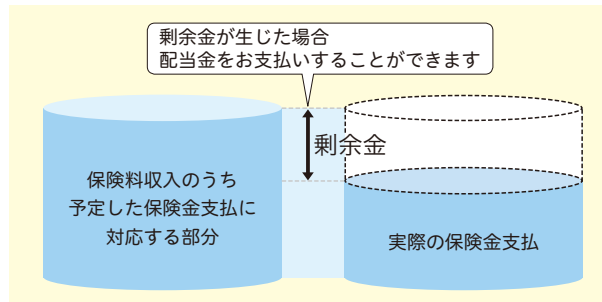 剰余金が生じた場合
配当金をお支払いすることができます
剰余金
保険料収入のうち
予定した保険金支払に
対応する部分
実際の保険金支払